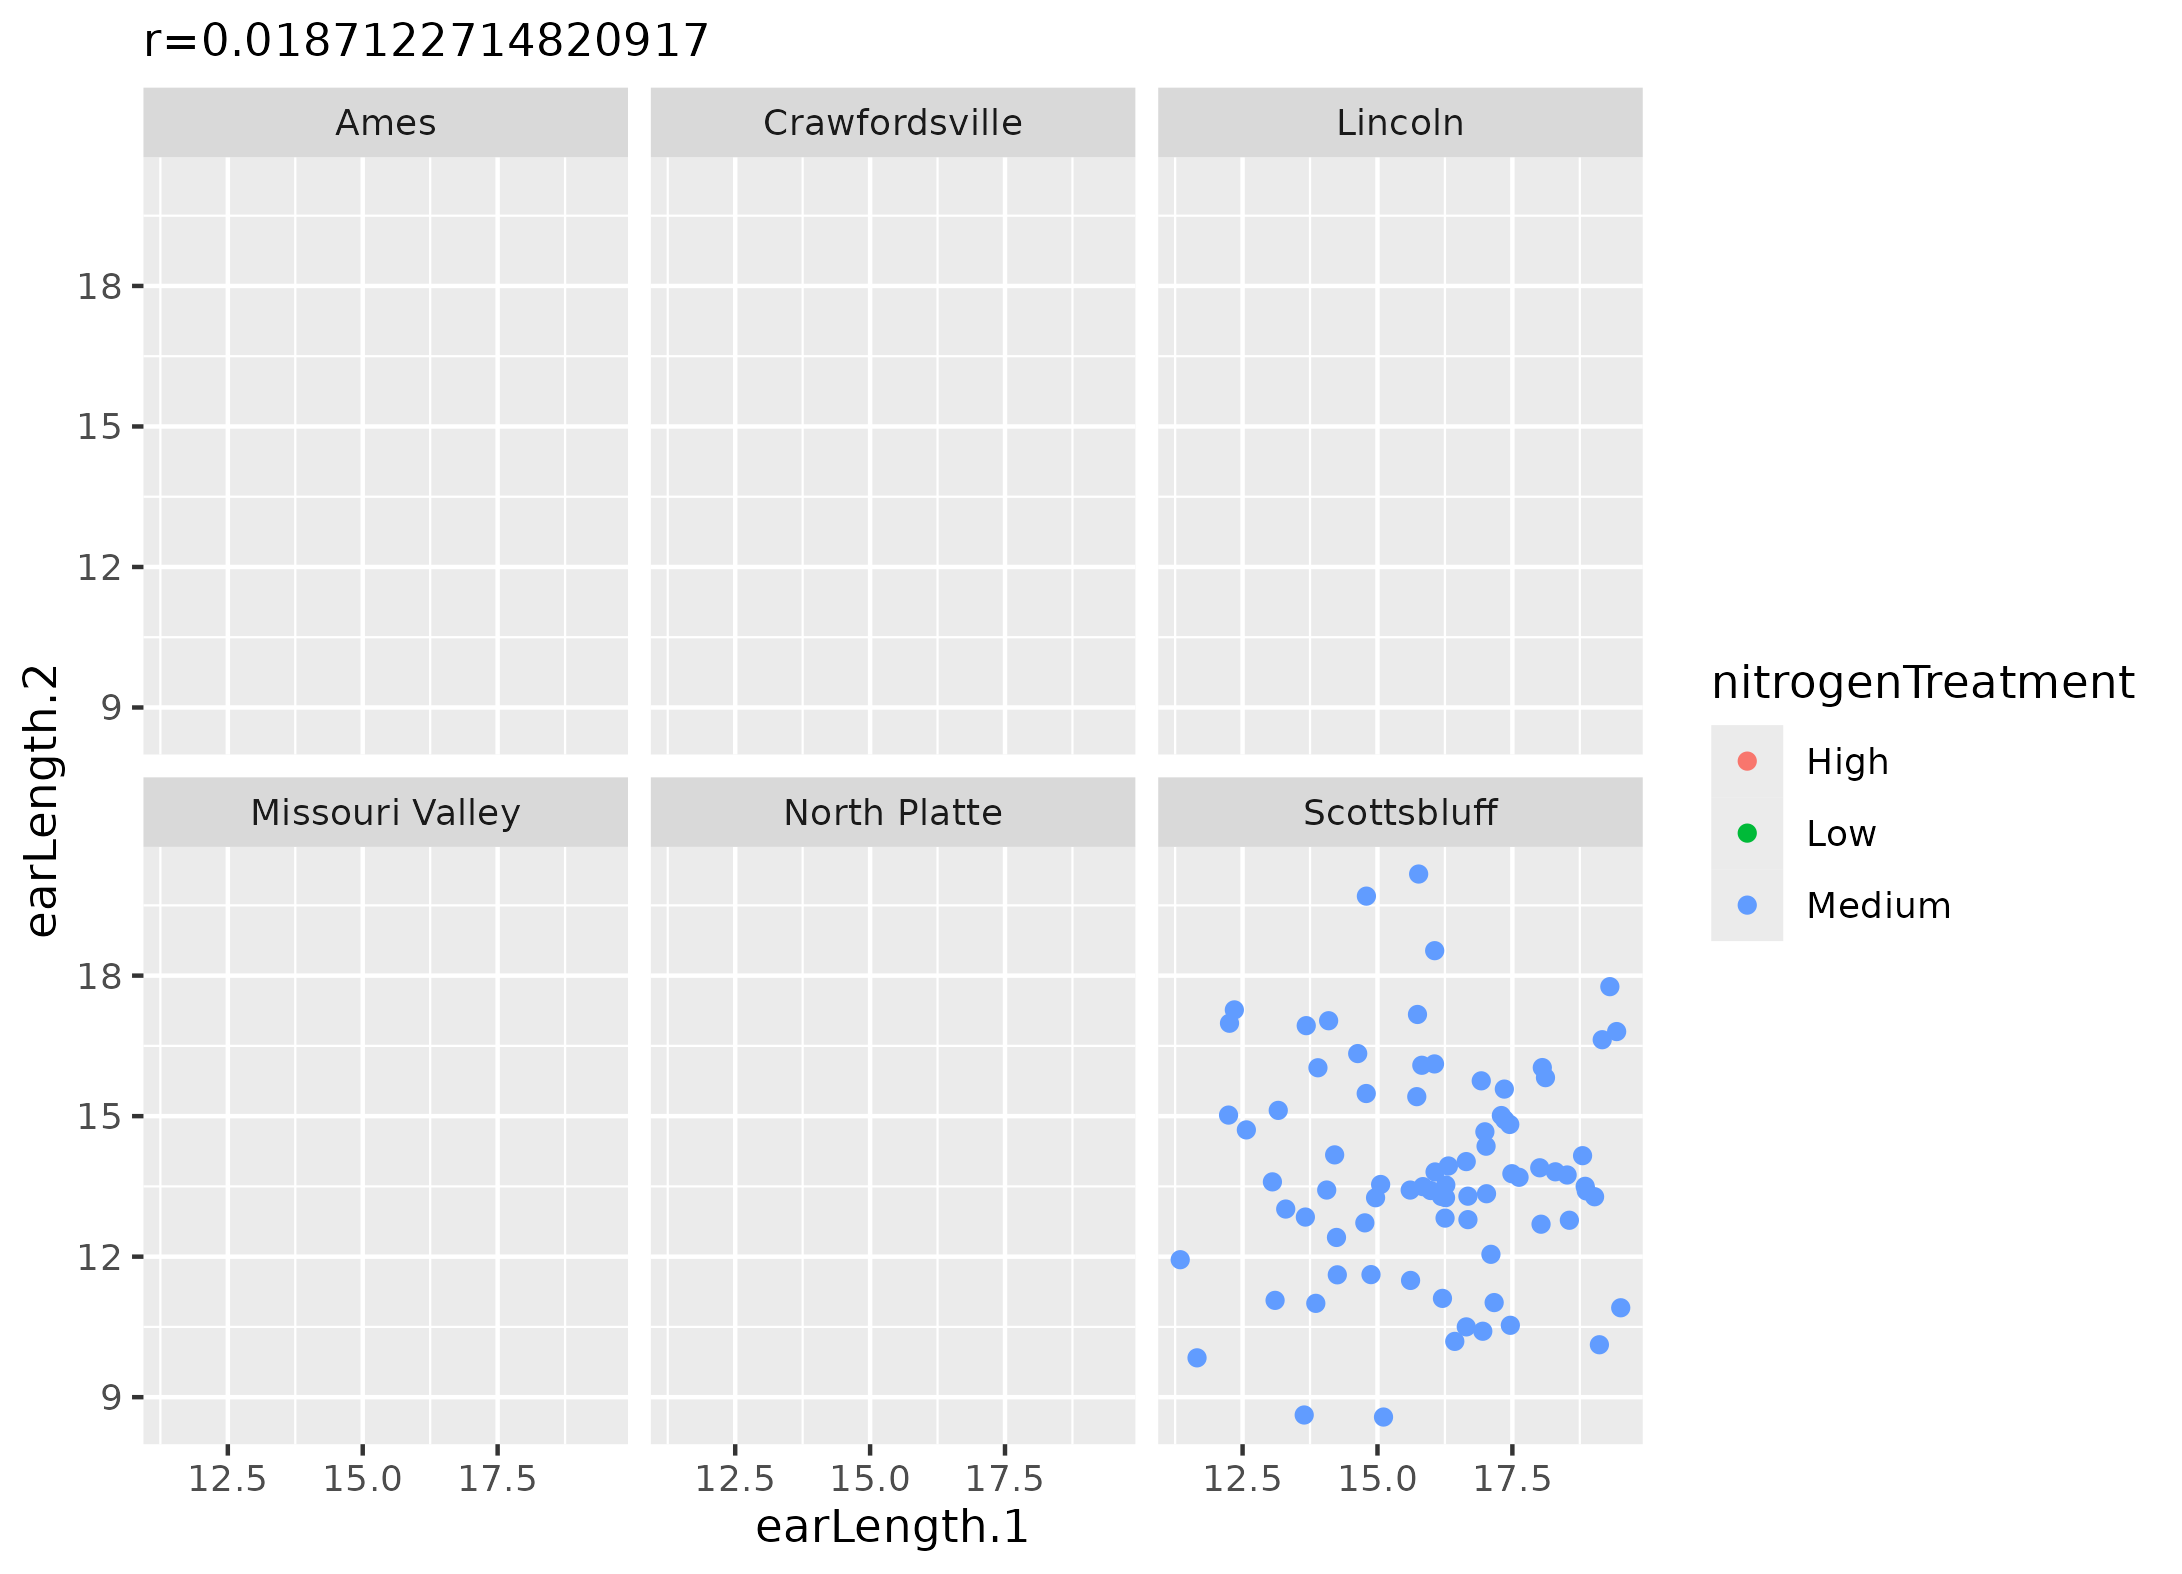 r=0.0187122714820917
Ames
Crawfordsville
Lincoln
18
15
12
9
Missouri Valley
North Platte
Scottsbluff
18
15
12
9
12.5 15.0 17.5
12.5 15.0 17.5
12.5 15.0 17.5
earLength.1
earLength.2
nitrogenTreatment
High
Low
Medium